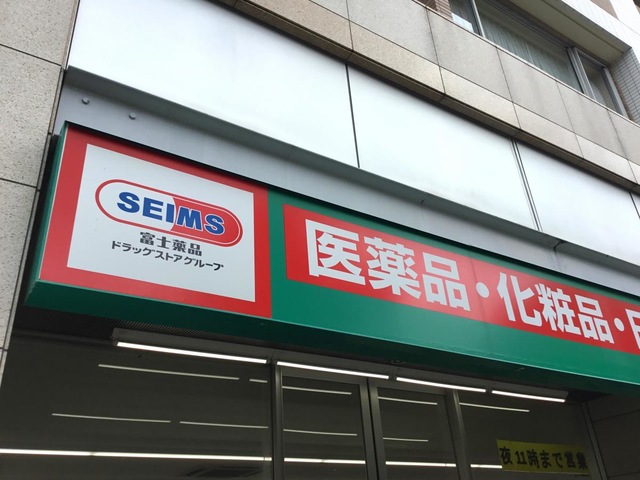 SEIMS
富士薬品
ドラッグストアグループ
医薬品・化粧品・
夜11時まで営業